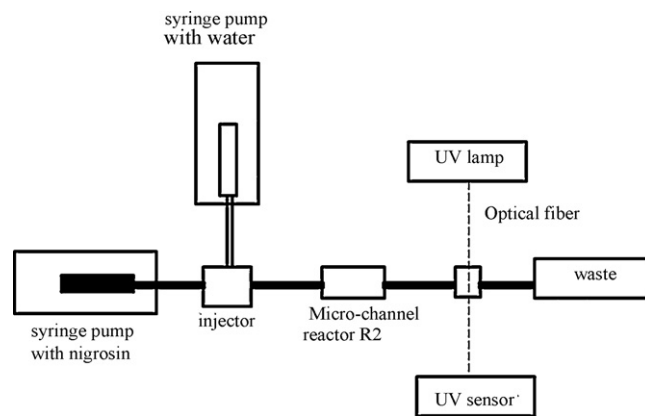 syringe pump
with water
UV lamp
Optical fiber
waste
injector
Micro-channel
reactor R2
syringe pump
with nigrosin
UV sensor